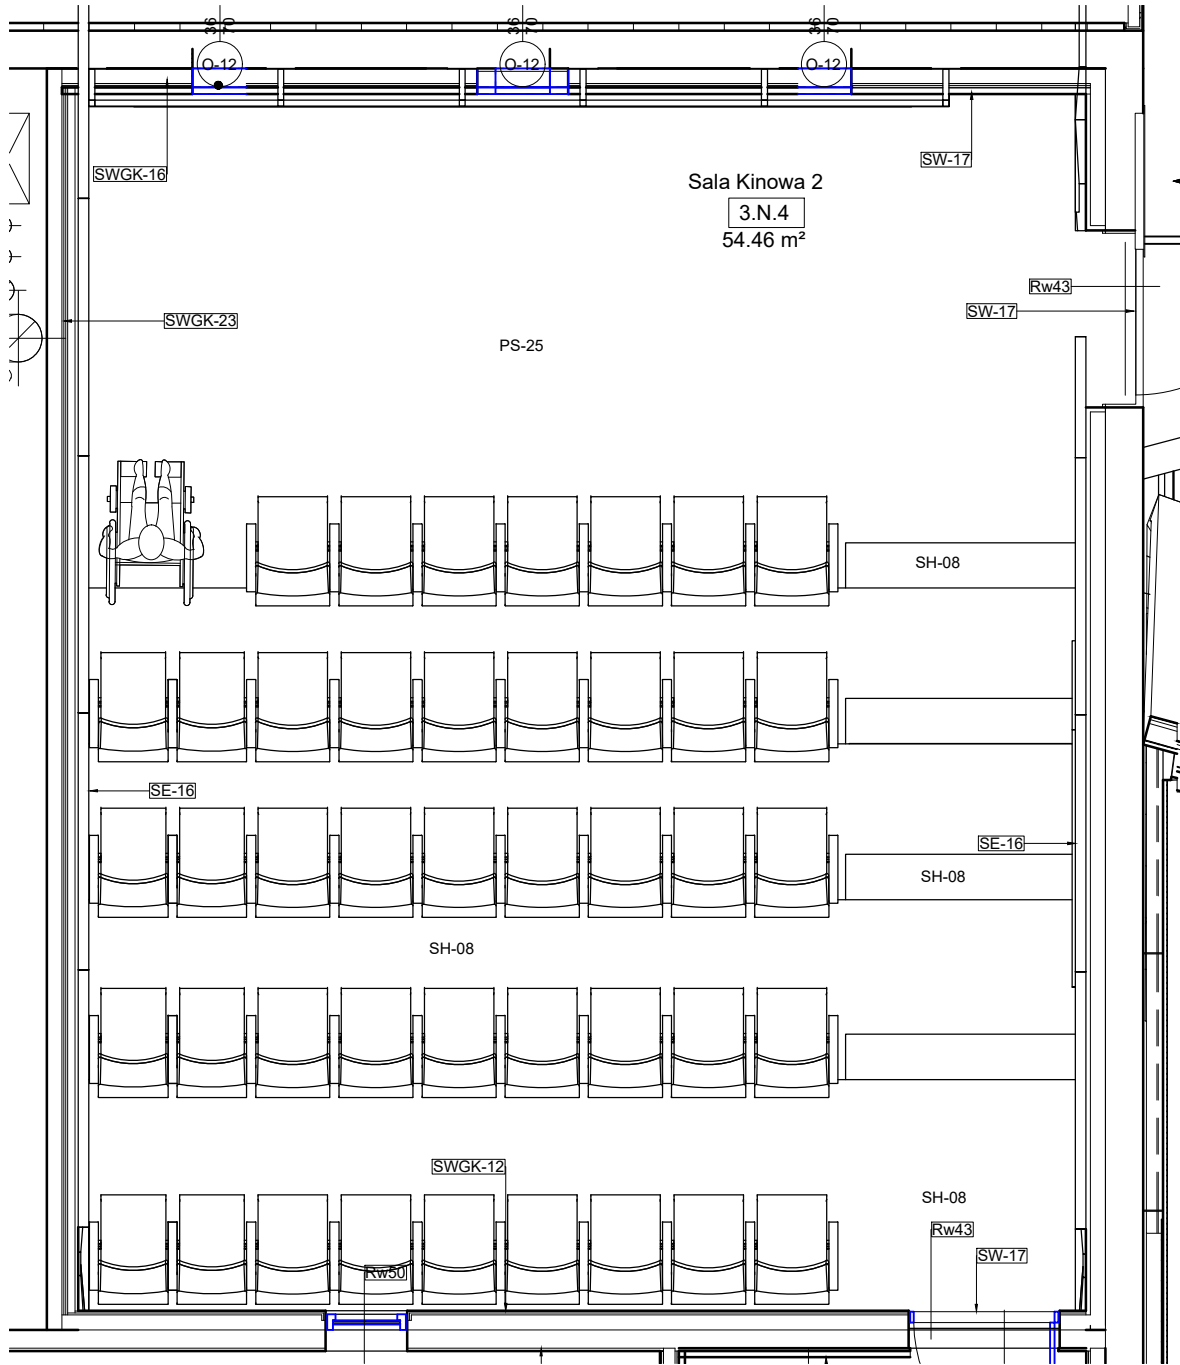 36
70
36
70
36
70
O-12
O-12
O-12
SWGK-16
SW-17
Sala Kinowa 2
3.N.4
54.46 m²
Rw43
SW-17
SWGK-23
PS-25
SH-08
SE-16
SE-16
SH-08
SH-08
SWGK-12
SH-08
Rw43
SW-17
Rw50